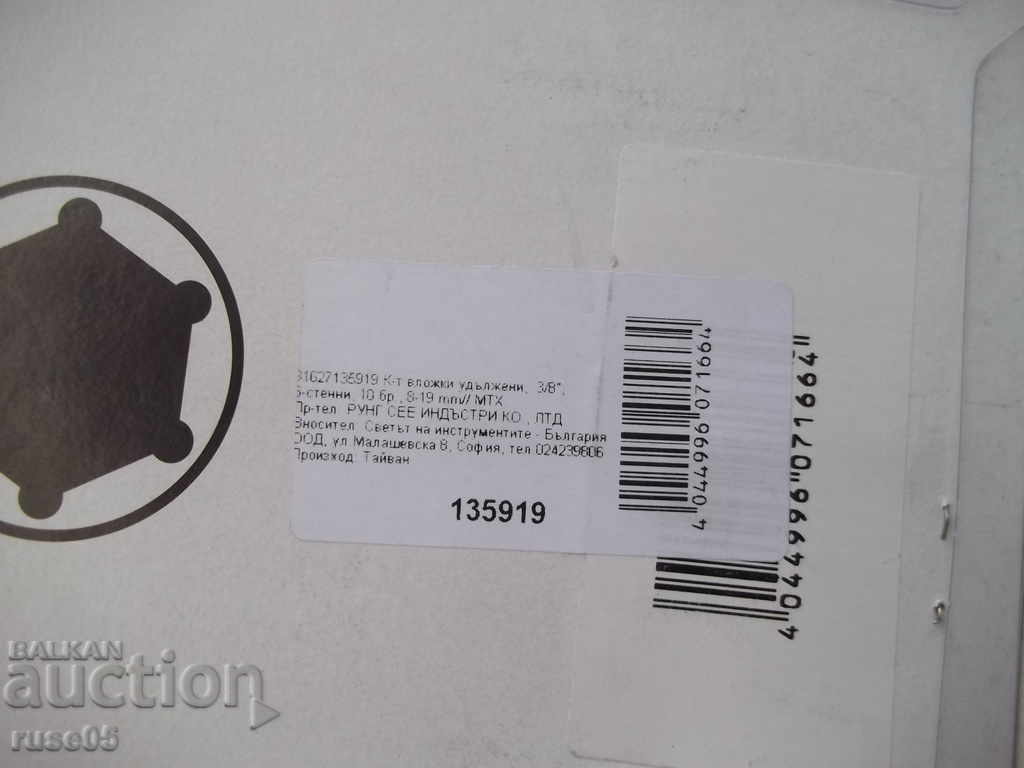 31627135919 К-т вложки удължени, 3/8",
6-стенни, 10 бр., 8-19 mm// MTX
Пр-тел: РУНГ СЕЕ ИНДЪСТРИ КО., ЛТД
Вносител: Светът на инструментите - България
ООД, ул.Малашевска 8, София, тел.024239806
Произход: Тайван
135919
4 044996 071664
4 044996 071664
BALKAN
auction
ruse05